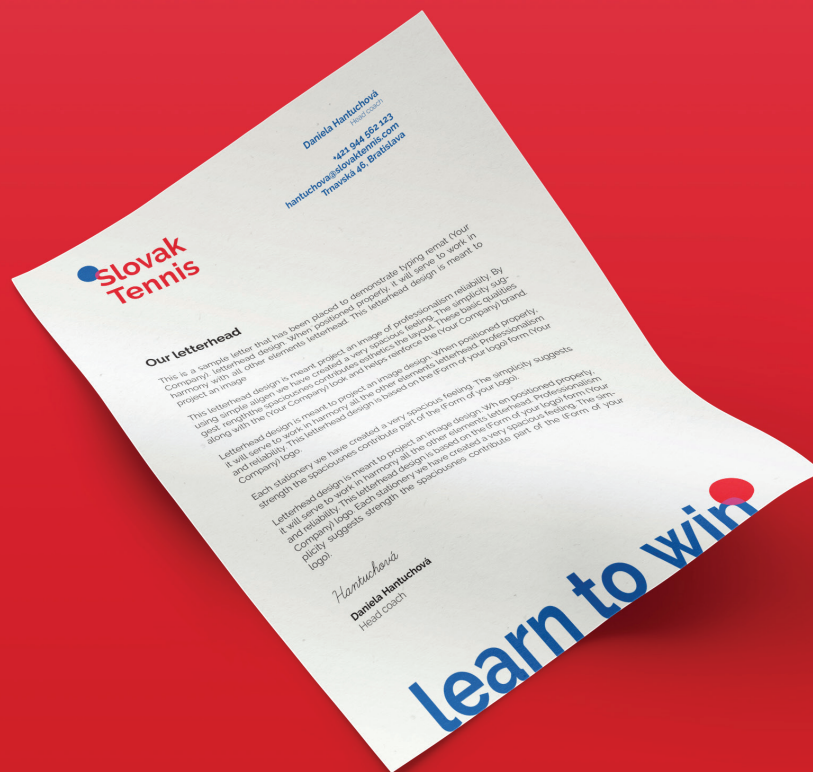 Daniela Hantuchová
Head coach
+421 944 562 123
hantuchova@slovaktennis.com
Trnavská 46, Bratislava
Slovak
Tennis
Our letterhead
This is a sample letter that has been placed to demonstrate typing remat (Your
Company). letterhead design. When positioned properly, it will serve to work in
harmony with all other elements letterhead. This letterhead design is meant to
project an image
This letterhead design is meant project an image of professionalism reliability. By
using simple aligen we have created a very spacious feeling. The simplicity sug-
gest rengthhe spaciousnes contributes esthetics the layout. These basic qualities
along with the (Your Company) look and helps renforce the (Your Company) brand.
Letterhead design is meant to project an image design. When positioned properly,
it will serve to work in harmony all the other elements letterhead. Professionalism
and reliability. This letterhead design is based on the (Form of your logo) form (Your
Company) logo.
Each stationery we have created a very spacious feeling. The simplicity suggests
strength the spaciousnes contribute part of the (Form of your logo).
Letterhead design is meant to project an image design. Wh en positioned properly,
it will serve to work in harmony all the other elements letterhead. Professionalism
and reliability. This letterhead design is based on the (Form of your logo) form (Your
Company) logo. Each stationery we have created a very spacious feeling. The sim-
plicity suggests strength the spaciousnes contribute part of the (Form of your
logo).
Hantuchová
Daniela Hantuchová
Head coach
learn to win